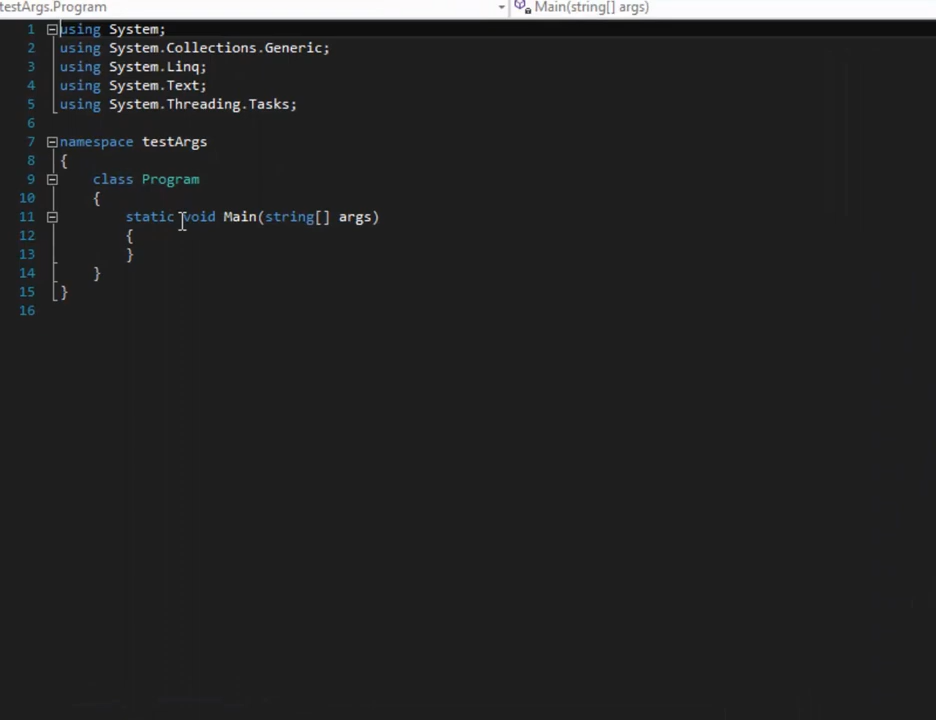 testArgs.Program Main(string[] args)
1 using System;
2 using System.Collections.Generic;
3 using System.Linq;
4 using System.Text;
5 using System.Threading.Tasks;
6
7 namespace testArgs
8 {
9 class Program
10 {
11 static void Main(string[] args)
12 {
13 }
14 }
15 }
16